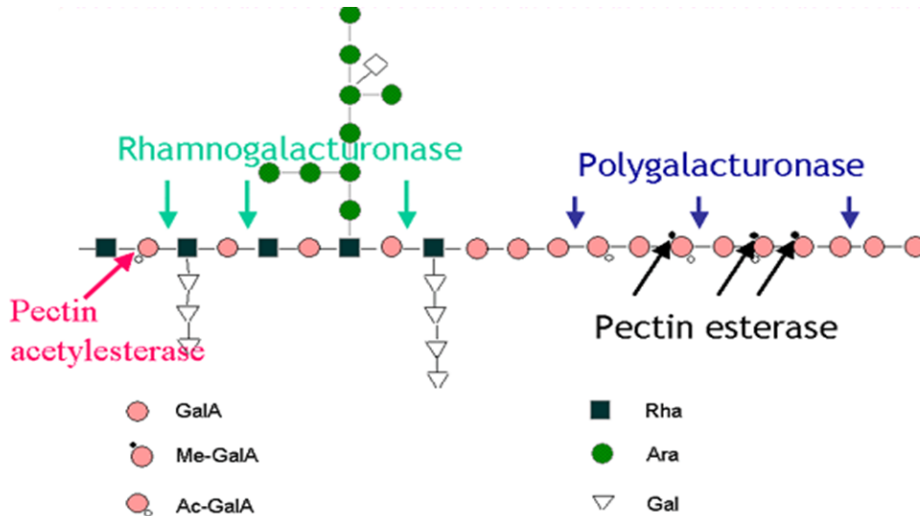 Rhamnogalacturonase
Polygalacturonase
Pectin
acetylesterase
Pectin esterase
GalA
Rha
Me-GalA
Ara
Ac-GalA
Gal